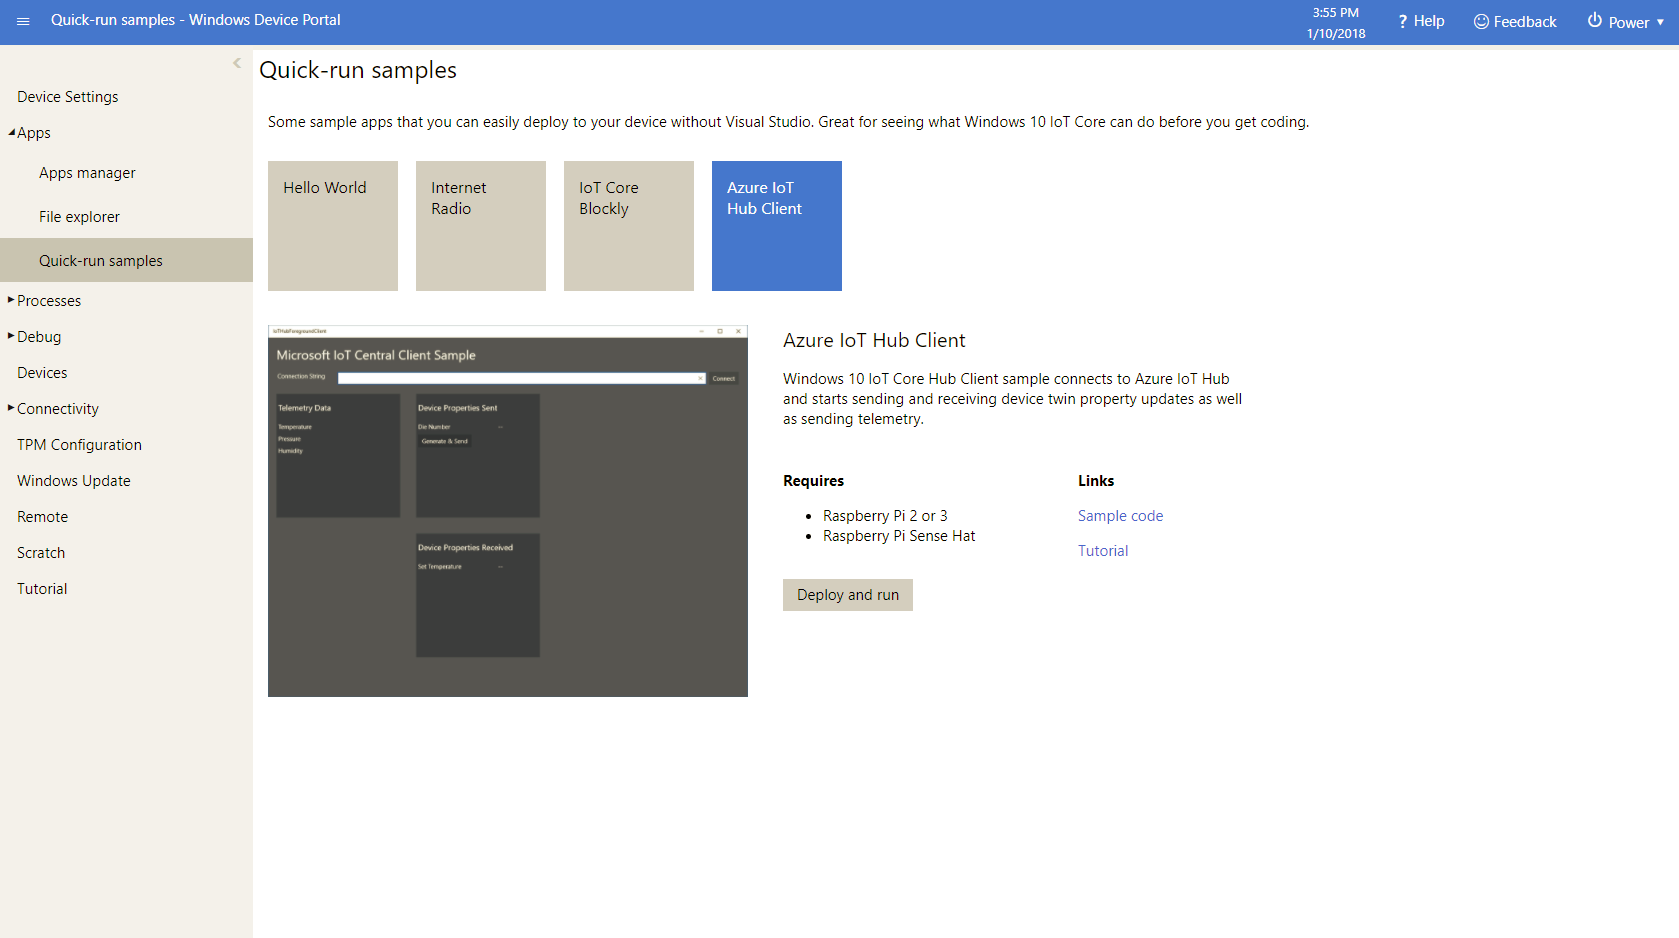 Quick-run samples - Windows Device Portal
3:55 PM
1/10/2018
? Help
Feedback
Power
Device Settings
Apps
Apps manager
File explorer
Quick-run samples
Processes
Debug
Devices
Connectivity
TPM Configuration
Windows Update
Remote
Scratch
Tutorial
Quick-run samples
Some sample apps that you can easily deploy to your device without Visual Studio. Great for seeing what Windows 10 IoT Core can do before you get coding.
Hello World
Internet
Radio
IoT Core
Blockly
Azure IoT
Hub Client
IoTHubForegroundClient
Microsoft IoT Central Client Sample
Connection String
Connect
Telemetry Data
Temperature
Pressure
Humidity
Device Properties Sent
Die Number --
Generate & Send
Device Properties Received
Set Temperature --
Azure IoT Hub Client
Windows 10 IoT Core Hub Client sample connects to Azure IoT Hub
and starts sending and receiving device twin property updates as well
as sending telemetry.
Requires
• Raspberry Pi 2 or 3
• Raspberry Pi Sense Hat
Links
Sample code
Tutorial
Deploy and run